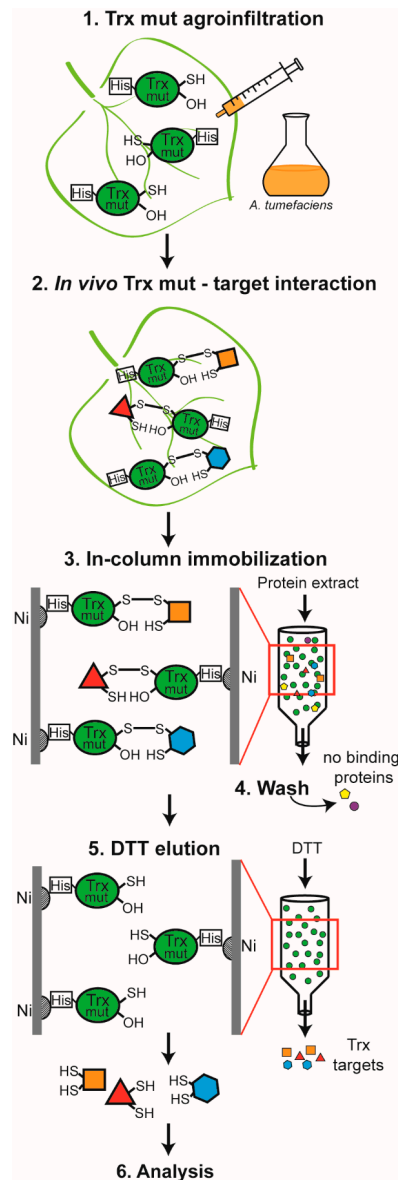 1. Trx mut agroinfiltration
His
Trx
mut
SH
OH
HS
HO
Trx
mut
His
His
Trx
mut
SH
OH
A. tumefaciens
2. In vivo Trx mut - target interaction
His
Trx
mut
S
S
OH
HS
S
S
SH
HO
Trx
mut
His
His
Trx
mut
S
S
OH
HS
3. In-column immobilization
Ni
His
Trx
mut
S
S
OH
HS
S
S
SH
HO
Trx
mut
His
Ni
Ni
His
Trx
mut
S
S
OH
HS
Protein extract
no binding
proteins
4. Wash
5. DTT elution
Ni
His
Trx
mut
SH
OH
HS
HO
Trx
mut
His
Ni
Ni
His
Trx
mut
SH
OH
DTT
Trx
targets
HS
HS
SH
SH
HS
HS
6. Analysis